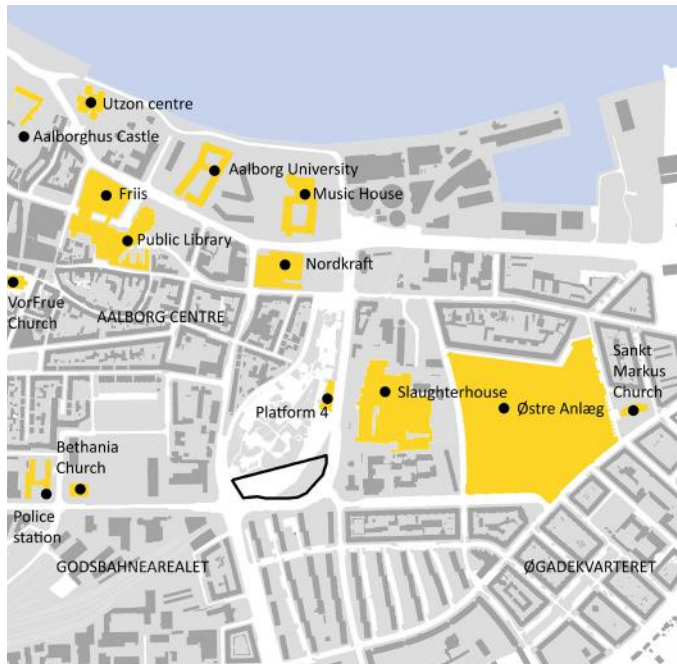 Utzon centre
Aalborghus Castle
Aalborg University
Friis
Music House
Public Library
Nordkraft
VorFrue
Church
AALBORG CENTRE
Sankt
Markus
Church
Slaughterhouse
Platform 4
Østre Anlæg
Bethania
Church
Police
station
GODSBAHNEAREALET
ØGADEKVARTERET